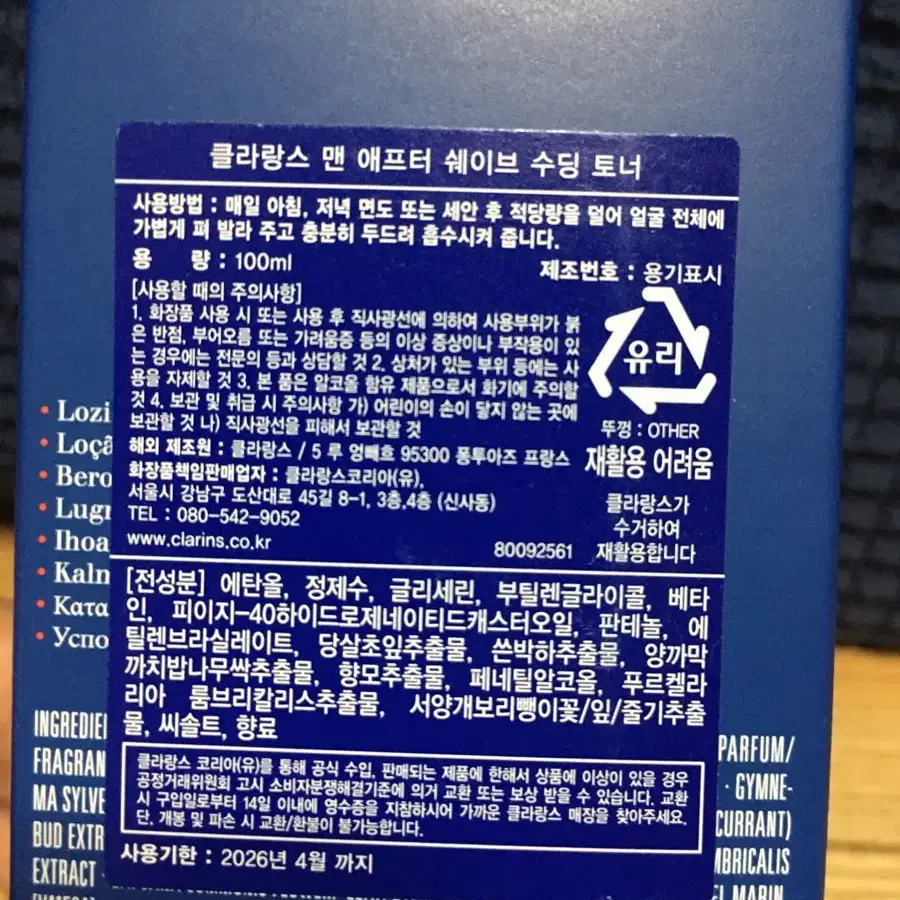 클라랑스 맨 애프터 쉐이브 수딩 토너
사용방법 : 매일 아침, 저녁 면도 또는 세안 후 적당량을 덜어 얼굴 전체에
가볍게 펴 발라 주고 충분히 두드려 흡수시켜 줍니다.
용 량 : 100ml 제조번호 : 용기표시
[사용할 때의 주의사항]
1. 화장품 사용 시 또는 사용 후 직사광선에 의하여 사용부위가 붉
은 반점, 부어오름 또는 가려움증 등의 이상 증상이나 부작용이 있
는 경우에는 전문의 등과 상담할 것 2. 상처가 있는 부위 등에는 사
용을 자제할 것 3. 본 품은 알코올 함유 제품으로서 화기에 주의할
것 4. 보관 및 취급 시 주의사항 가) 어린이의 손이 닿지 않는 곳에
보관할 것 나) 직사광선을 피해서 보관할 것
유리
뚜껑 : OTHER
재활용 어려움
클라랑스가
수거하여
재활용합니다
해외 제조원 : 클라랑스 / 5 루 엉빼흐 95300 퐁투아즈 프랑스
화장품책임판매업자 : 클라랑스코리아(유),
서울시 강남구 도산대로 45길 8-1, 3층,4층 (신사동)
TEL : 080-542-9052
www.clarins.co.kr 80092561
[전성분] 에탄올, 정제수, 글리세린, 부틸렌글라이콜, 베타
인, 피이지-40하이드로제네이티드캐스터오일, 판테놀, 에
틸렌브라실레이트, 당살초잎추출물, 쓴박하추출물, 양까막
까치밥나무싹추출물, 향모추출물, 페네틸알코올, 푸르켈라
리아 룸브리칼리스추출물, 서양개보리뺑이꽃/잎/줄기추출
물, 씨솔트, 향료
클라랑스 코리아(유)를 통해 공식 수입, 판매되는 제품에 한해서 상품에 이상이 있을 경우
공정거래위원회 고시 소비자분쟁해결기준에 의거 교환 또는 보상 받을 수 있습니다. 교환
시 구입일로부터 14일 이내에 영수증을 지참하시어 가까운 클라랑스 매장을 찾아주세요.
단, 개봉 및 파손 시 교환/환불이 불가능합니다.
사용기한 : 2026년 4월 까지
• Lozi
• Loçã
• Bero
• Lugr
• Ihoa
• Kaln
• Κατα
• Успо
INGREDIE PARFUM/
FRAGRAN · GYMNE-
MA SYLVE CURRANT)
BUD EXTR MBRICALIS
EXTRACT MARIN